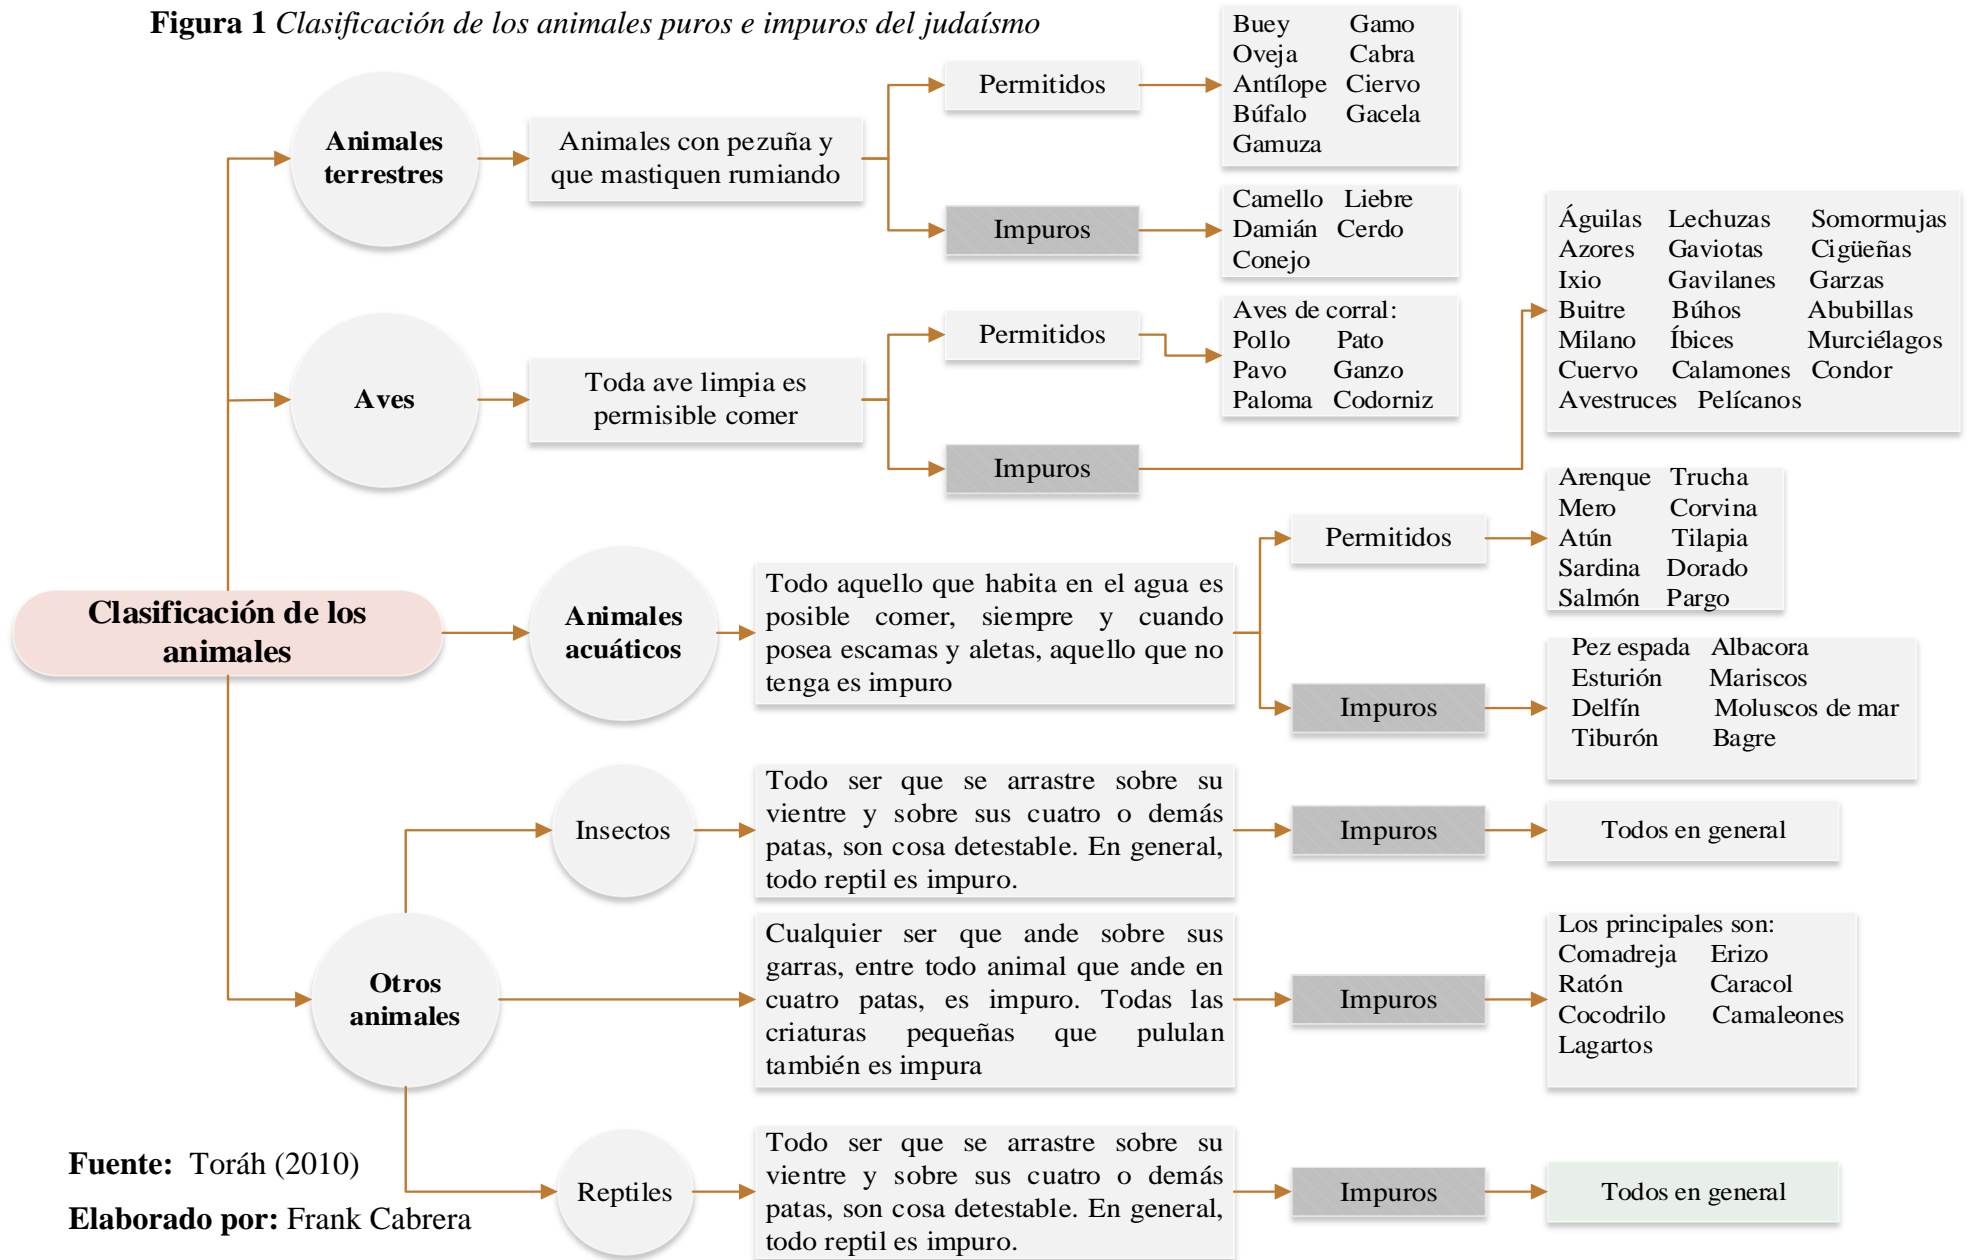 Figura 1 Clasificación de los animales puros e impuros del judaísmo
Clasificación de los
animales
Animales
terrestres
Animales con pezuña y
que mastiquen rumiando
Permitidos
Buey Gamo
Oveja Cabra
Antílope Ciervo
Búfalo Gacela
Gamuza
Impuros
Camello Liebre
Damián Cerdo
Conejo
Aves
Toda ave limpia es
permisible comer
Permitidos
Aves de corral:
Pollo Pato
Pavo Ganzo
Paloma Codorniz
Impuros
Águilas Lechuzas Somormujas
Azores Gaviotas Cigüeñas
Ixio Gavilanes Garzas
Buitre Búhos Abubillas
Milano Íbices Murciélagos
Cuervo Calamones Condor
Avestruces Pelícanos
Animales
acuáticos
Todo aquello que habita en el agua es
posible comer, siempre y cuando
posea escamas y aletas, aquello que no
tenga es impuro
Permitidos
Arenque Trucha
Mero Corvina
Atún Tilapia
Sardina Dorado
Salmón Pargo
Impuros
Pez espada Albacora
Esturión Mariscos
Delfín Moluscos de mar
Tiburón Bagre
Otros
animales
Insectos
Todo ser que se arrastre sobre su
vientre y sobre sus cuatro o demás
patas, son cosa detestable. En general,
todo reptil es impuro.
Impuros
Todos en general
Cualquier ser que ande sobre sus
garras, entre todo animal que ande en
cuatro patas, es impuro. Todas las
criaturas pequeñas que pululan
también es impura
Impuros
Los principales son:
Comadreja Erizo
Ratón Caracol
Cocodrilo Camaleones
Lagartos
Reptiles
Todo ser que se arrastre sobre su
vientre y sobre sus cuatro o demás
patas, son cosa detestable. En general,
todo reptil es impuro.
Impuros
Todos en general
Fuente: Toráh (2010)
Elaborado por: Frank Cabrera